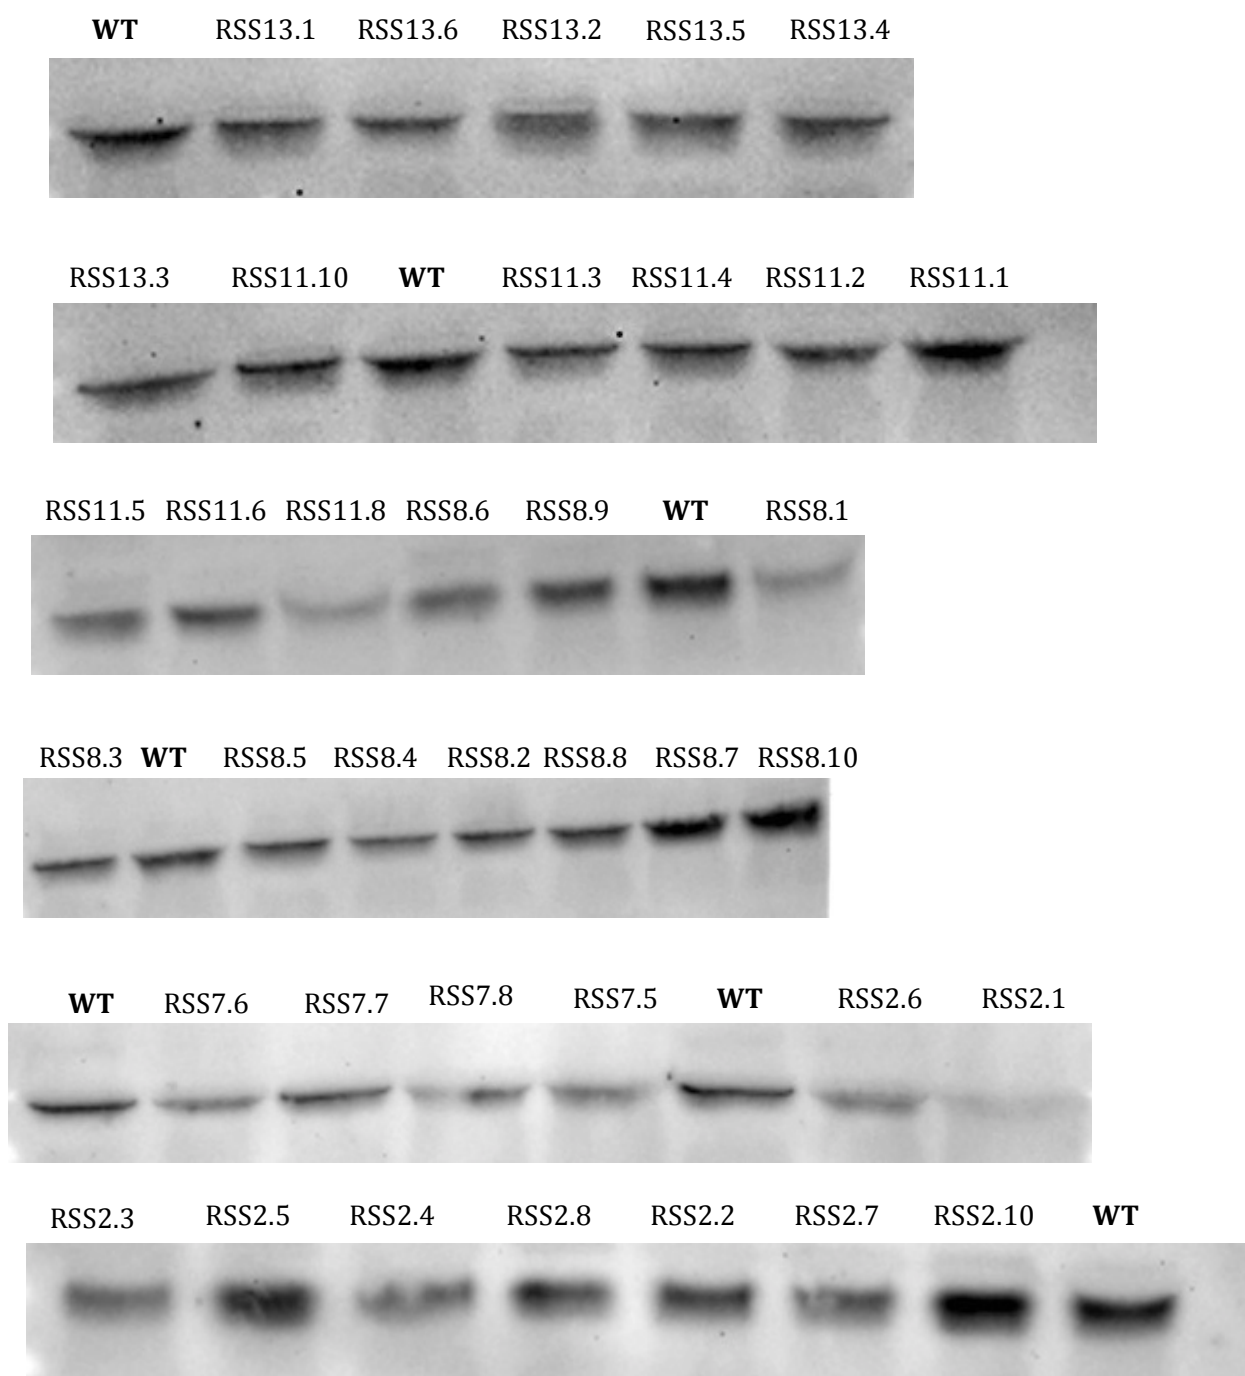 WT RSS13.1 RSS13.6 RSS13.2 RSS13.5 RSS13.4
RSS13.3 RSS11.10 WT RSS11.3 RSS11.4 RSS11.2 RSS11.1
RSS11.5 RSS11.6 RSS11.8 RSS8.6 RSS8.9 WT RSS8.1
RSS8.3 WT RSS8.5 RSS8.4 RSS8.2 RSS8.8 RSS8.7 RSS8.10
WT RSS7.6 RSS7.7 RSS7.8 RSS7.5 WT RSS2.6 RSS2.1
RSS2.3 RSS2.5 RSS2.4 RSS2.8 RSS2.2 RSS2.7 RSS2.10 WT